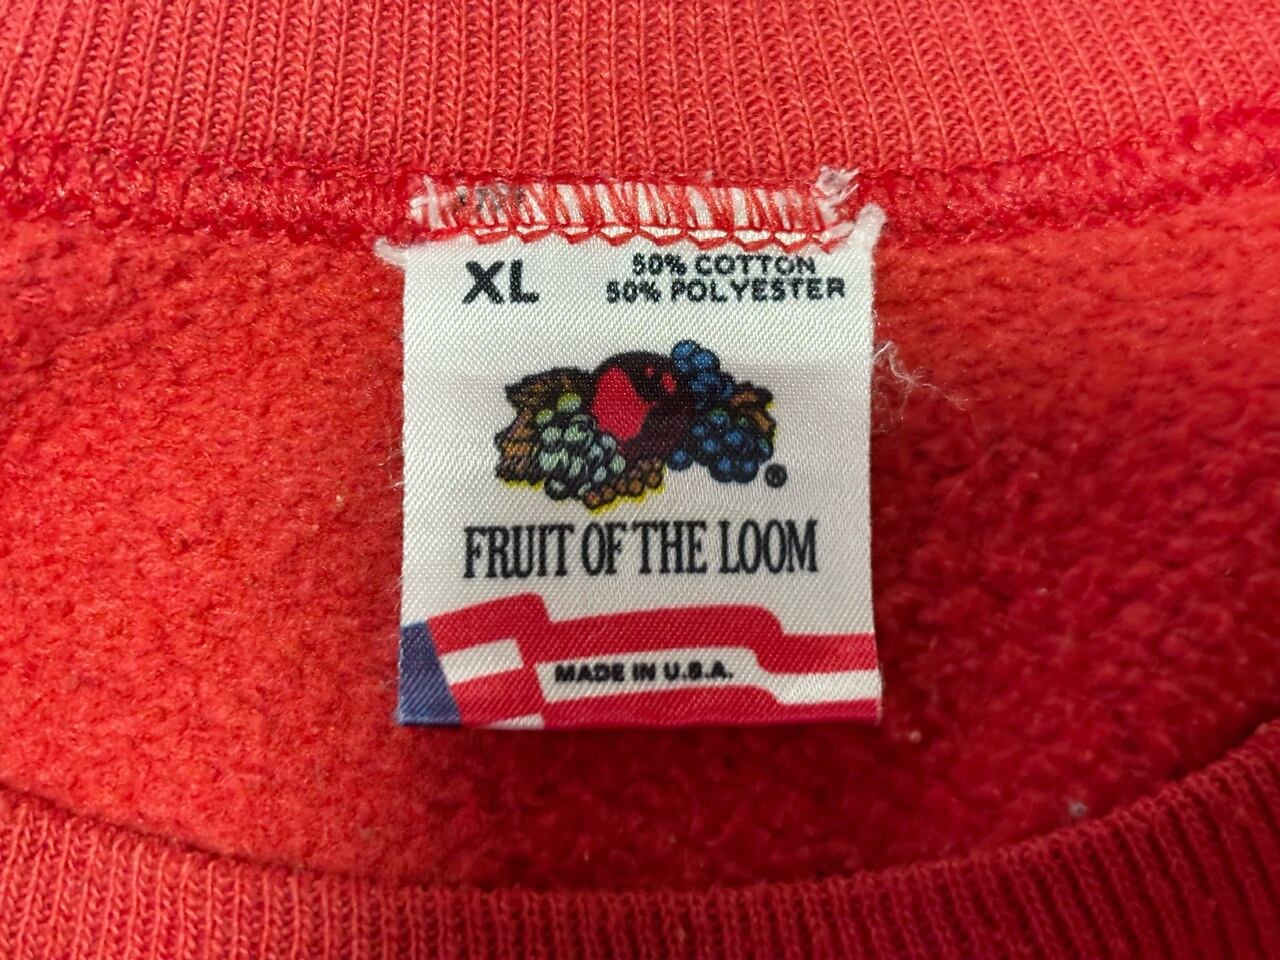 XL
50% COTTON
50% POLYESTER
®
FRUIT OF THE LOOM
MADE IN U.S.A.